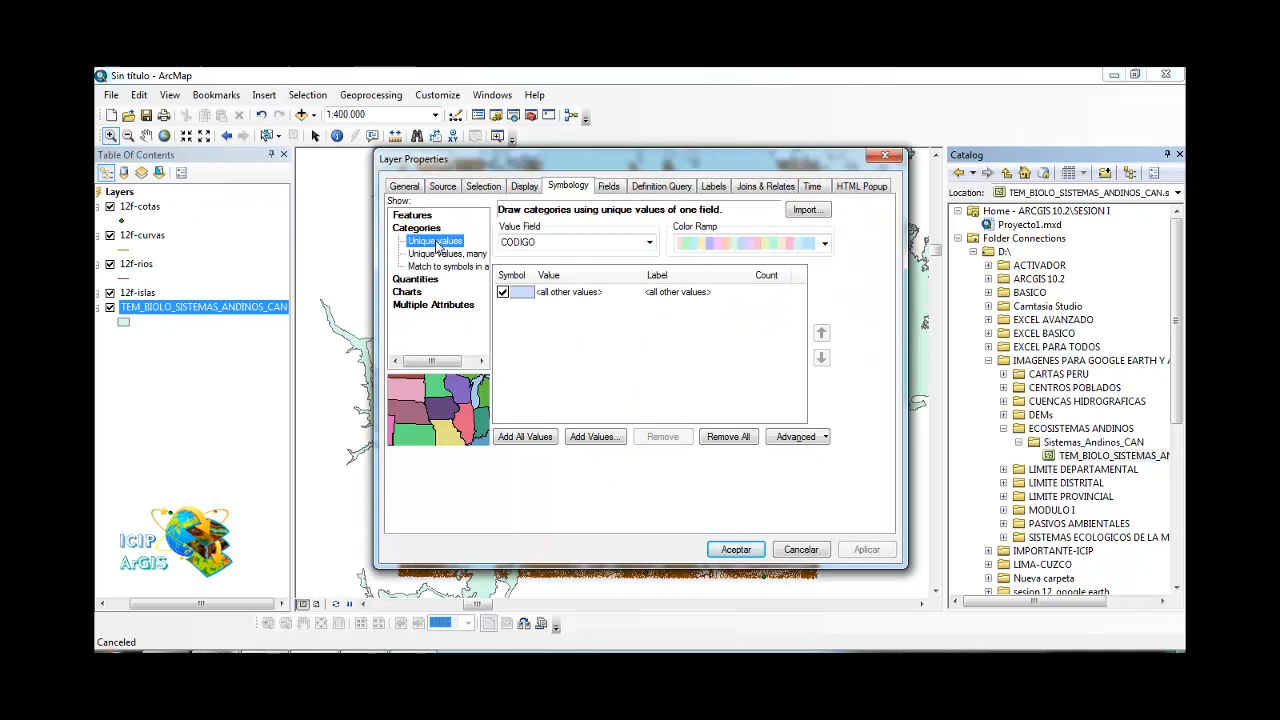 Sin título - ArcMap
File Edit View Bookmarks Insert Selection Geoprocessing Customize Windows Help
1:400.000
Table Of Contents
Layers
12f-cotas
12f-curvas
12f-rios
12f-islas
TEM_BIOLO_SISTEMAS_ANDINOS_CAN
ICIP
ArGIS
Layer Properties
General Source Selection Display Symbology Fields Definition Query Labels Joins & Relates Time HTML Popup
Show:
Features
Categories
Unique values
Unique values, many
Match to symbols in a
Quantities
Charts
Multiple Attributes
Draw categories using unique values of one field.
Import...
Value Field
Color Ramp
CODIGO
Symbol Value Label Count
<all other values> <all other values>
Add All Values Add Values... Remove Remove All Advanced
Aceptar Cancelar Aplicar
Catalog
Location: TEM_BIOLO_SISTEMAS_ANDINOS_CAN.s
Home - ARCGIS 10.2\SESION I
Proyecto1.mxd
Folder Connections
D:\
ACTIVADOR
ARCGIS 10.2
BASICO
Camtasia Studio
EXCEL AVANZADO
EXCEL BASICO
EXCEL PARA TODOS
IMAGENES PARA GOOGLE EARTH Y A
CARTAS PERU
CENTROS POBLADOS
CUENCAS HIDROGRAFICAS
DEMs
ECOSISTEMAS ANDINOS
Sistemas_Andinos_CAN
TEM_BIOLO_SISTEMAS_AN
LIMITE DEPARTAMENTAL
LIMITE DISTRITAL
LIMITE PROVINCIAL
MODULO I
PASIVOS AMBIENTALES
SISTEMAS ECOLOGICOS DE LA M
IMPORTANTE-ICIP
LIMA-CUZCO
Nueva carpeta
sesion 12_google earth
Canceled